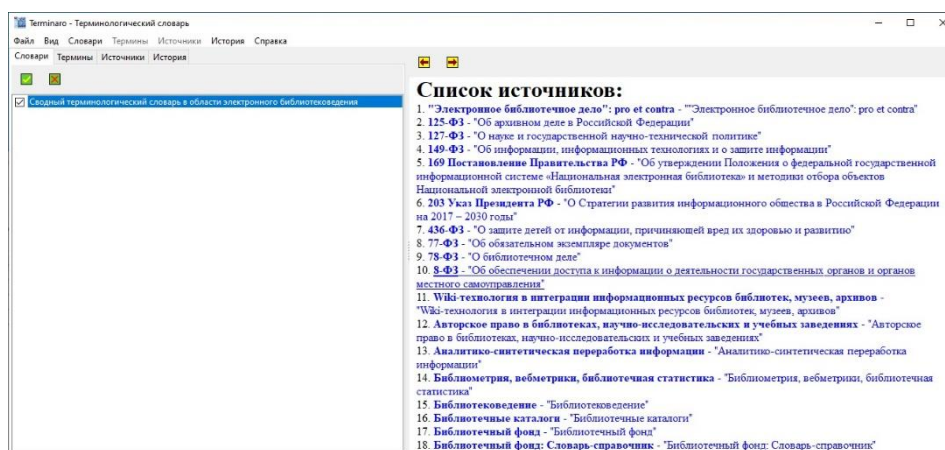 Terminaro - Терминологический словарь
Файл Вид Словари Термины Источники История Справка
Словари Термины Источники История
Сводный терминологический словарь в области электронного библиотековедения
Список источников:
1. "Электронное библиотечное дело": pro et contra - ""Электронное библиотечное дело": pro et contra"
2. 125-ФЗ - "Об архивном деле в Российской Федерации"
3. 127-ФЗ - "О науке и государственной научно-технической политике"
4. 149-ФЗ - "Об информации, информационных технологиях и о защите информации"
5. 169 Постановление Правительства РФ - "Об утверждении Положения о федеральной государственной
информационной системе «Национальная электронная библиотека» и методики отбора объектов
Национальной электронной библиотеки"
6. 203 Указ Президента РФ - "О Стратегии развития информационного общества в Российской Федерации
на 2017 – 2030 годы"
7. 436-ФЗ - "О защите детей от информации, причиняющей вред их здоровью и развитию"
8. 77-ФЗ - "Об обязательном экземпляре документов"
9. 78-ФЗ - "О библиотечном деле"
10. 8-ФЗ - "Об обеспечении доступа к информации о деятельности государственных органов и органов
местного самоуправления"
11. Wiki-технология в интеграции информационных ресурсов библиотек, музеев, архивов -
"Wiki-технология в интеграции информационных ресурсов библиотек, музеев, архивов"
12. Авторское право в библиотеках, научно-исследовательских и учебных заведениях - "Авторское
право в библиотеках, научно-исследовательских и учебных заведениях"
13. Аналитико-синтетическая переработка информации - "Аналитико-синтетическая переработка
информации"
14. Библиометрия, вебметрики, библиотечная статистика - "Библиометрия, вебметрики, библиотечная
статистика"
15. Библиотековедение - "Библиотековедение"
16. Библиотечные каталоги - "Библиотечные каталоги"
17. Библиотечный фонд - "Библиотечный фонд"
18. Библиотечный фонд: Словарь-справочник - "Библиотечный фонд: Словарь-справочник"